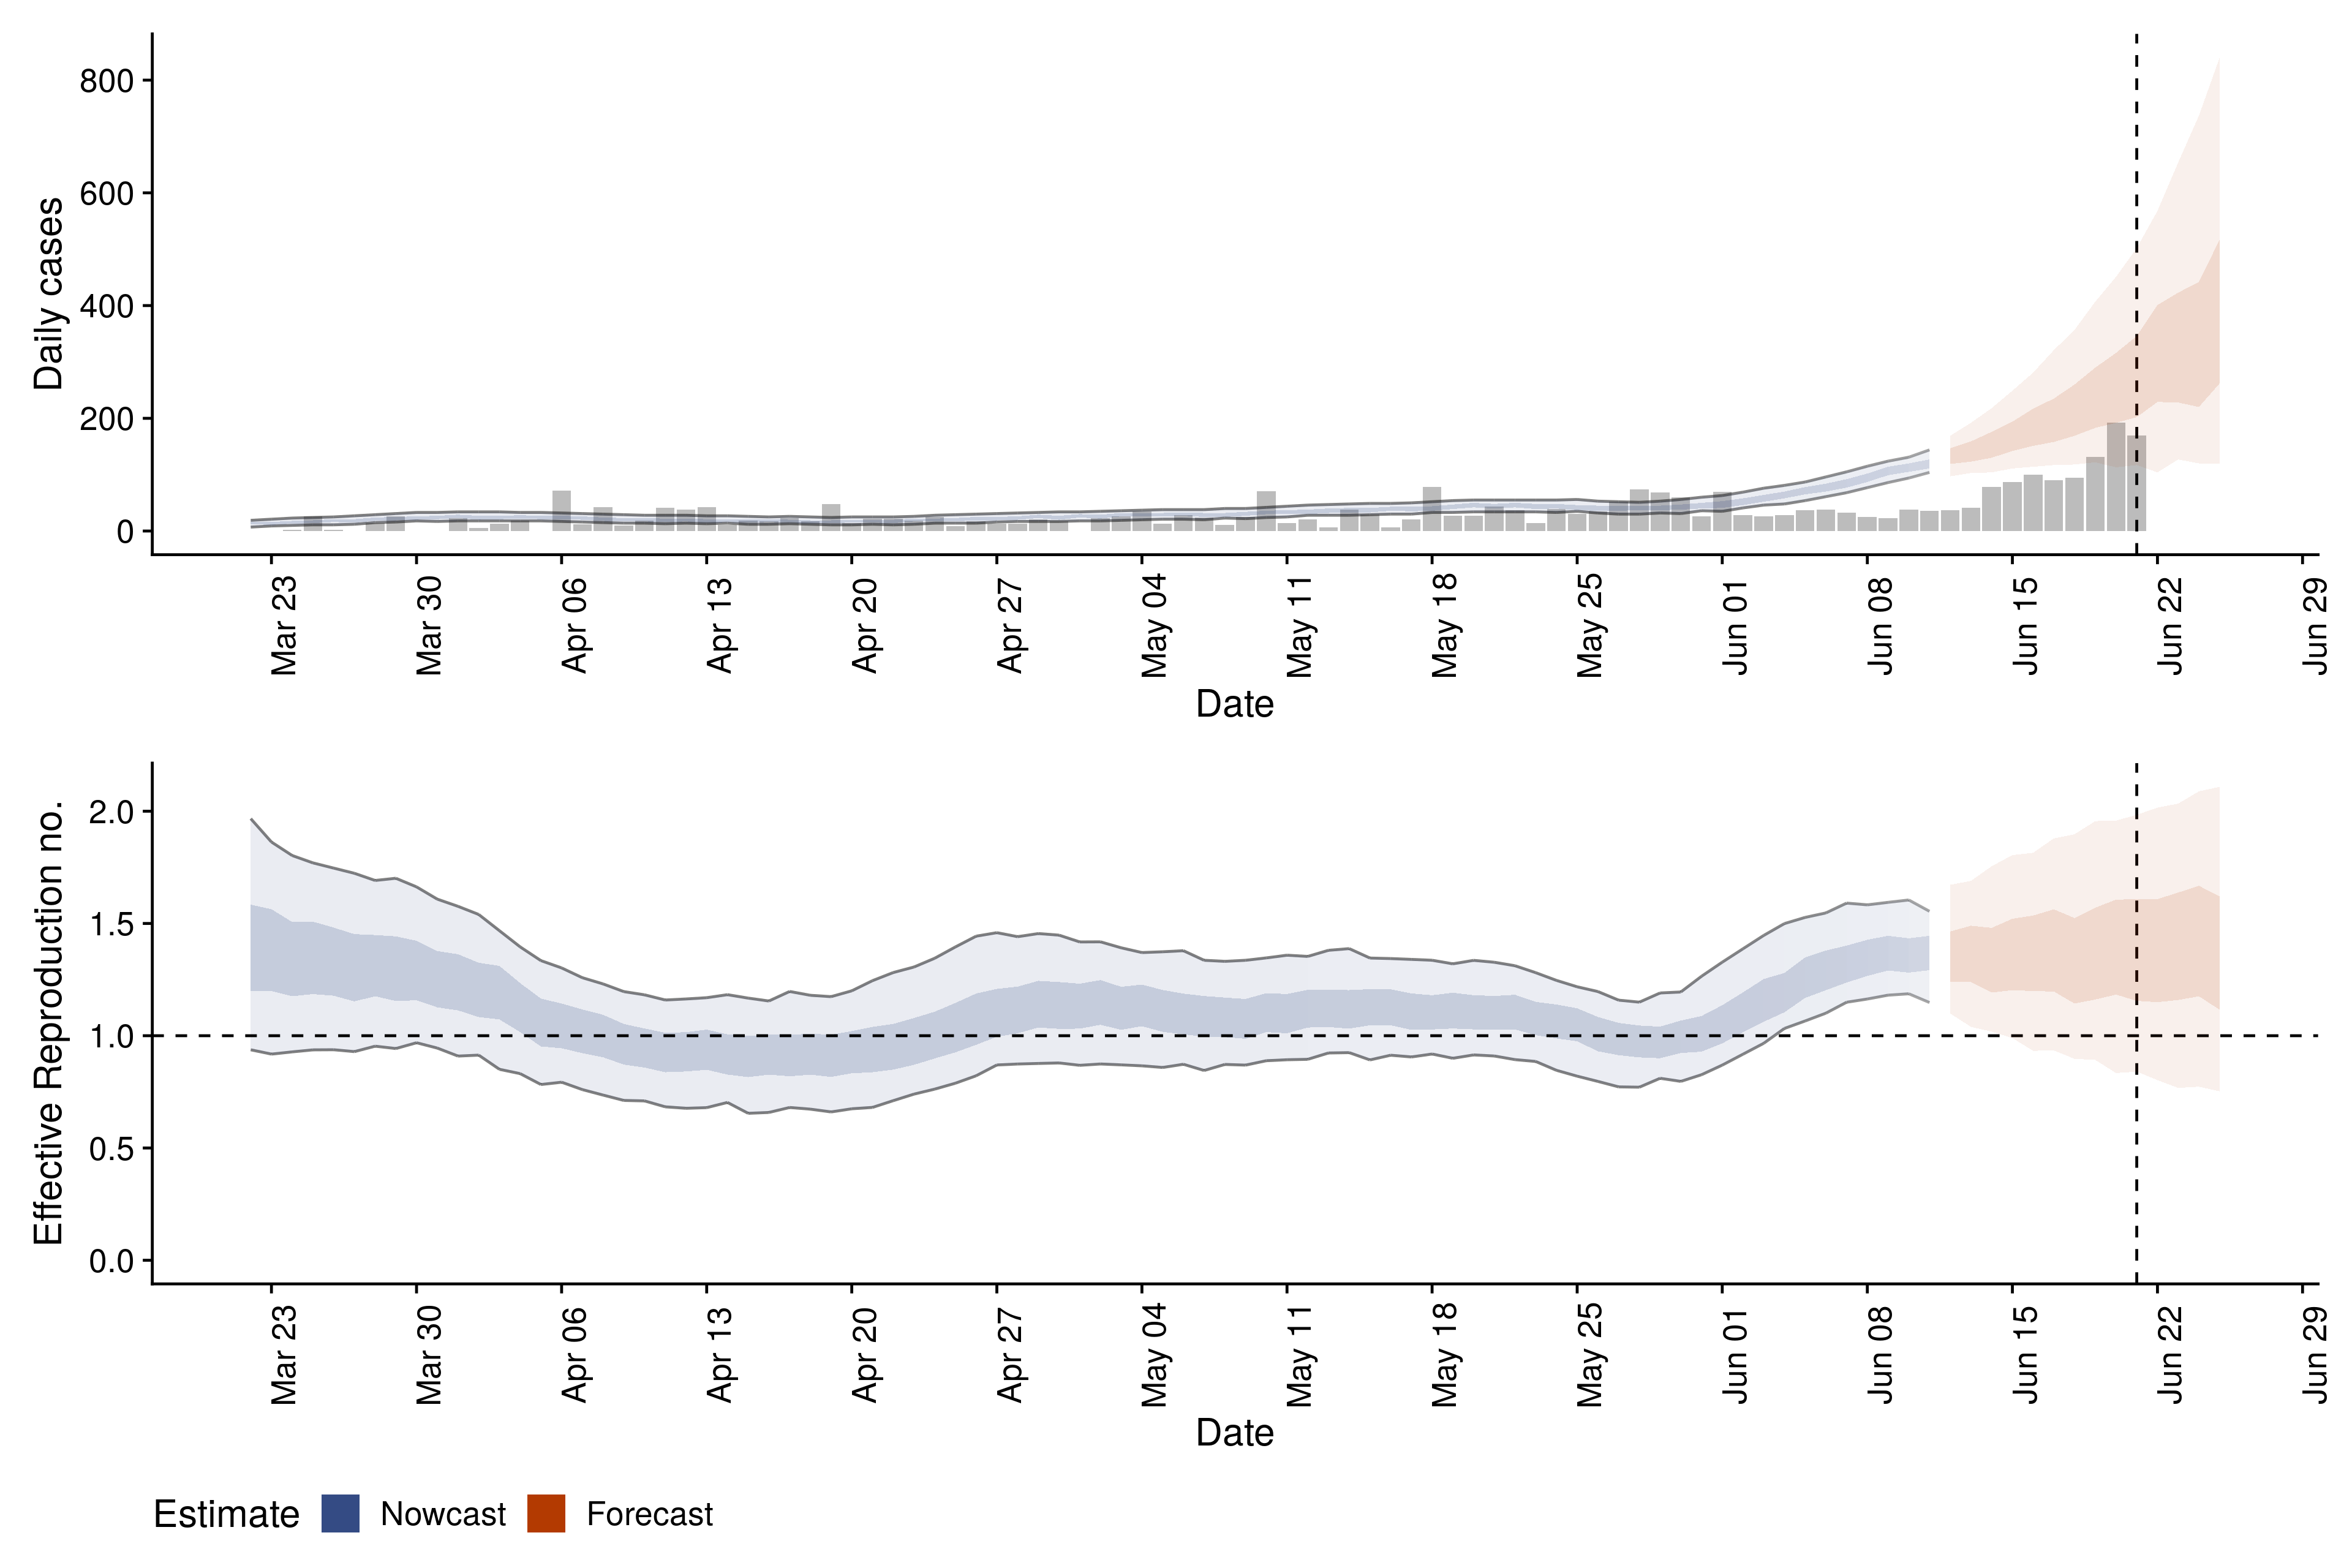 Daily cases
800
600
400
200
0
Mar 23
Mar 30
Apr 06
Apr 13
Apr 20
Apr 27
May 04
May 11
May 18
May 25
Jun 01
Jun 08
Jun 15
Jun 22
Jun 29
Date
Effective Reproduction no.
2.0
1.5
1.0
0.5
0.0
Mar 23
Mar 30
Apr 06
Apr 13
Apr 20
Apr 27
May 04
May 11
May 18
May 25
Jun 01
Jun 08
Jun 15
Jun 22
Jun 29
Date
Estimate Nowcast Forecast